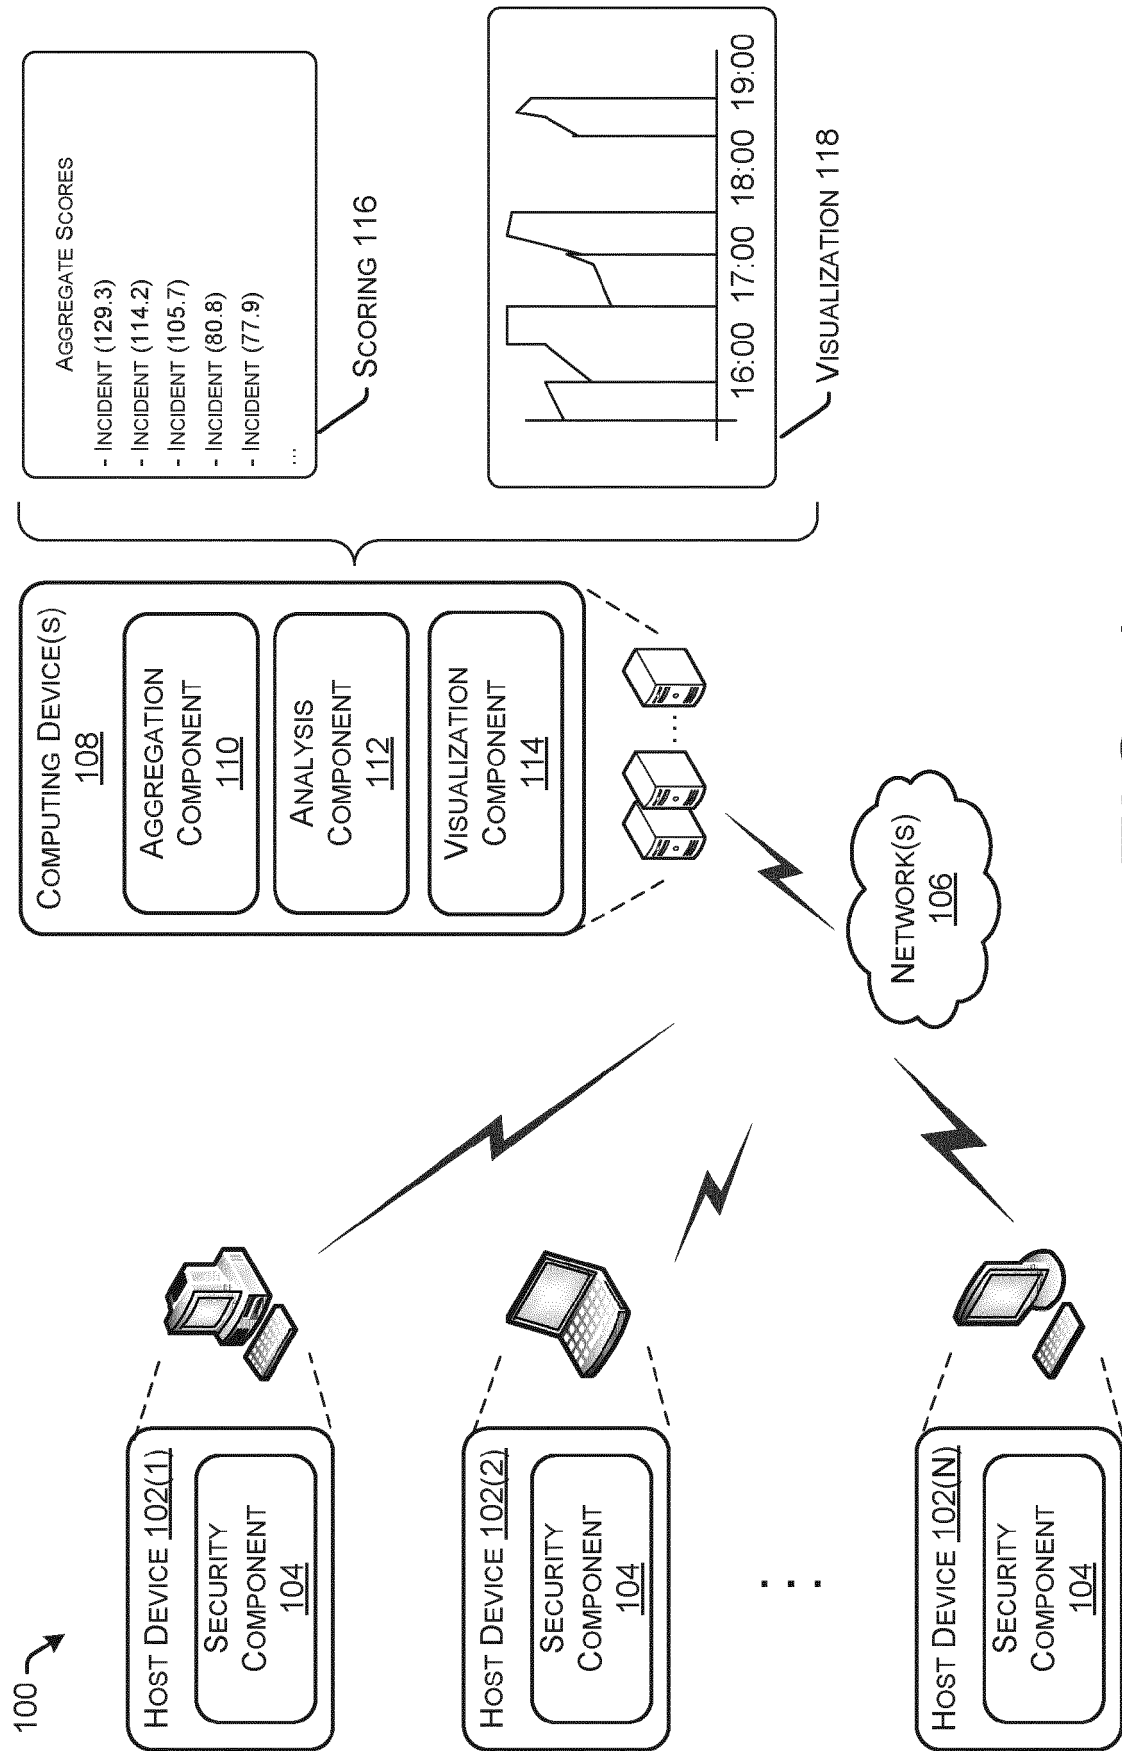 100
HOST DEVICE 102(1)
SECURITY
COMPONENT
104
HOST DEVICE 102(2)
SECURITY
COMPONENT
104
. . .
HOST DEVICE 102(N)
SECURITY
COMPONENT
104
NETWORK(S)
106
COMPUTING DEVICE(S)
108
AGGREGATION
COMPONENT
110
ANALYSIS
COMPONENT
112
VISUALIZATION
COMPONENT
114
...
AGGREGATE SCORES
- INCIDENT (129.3)
- INCIDENT (114.2)
- INCIDENT (105.7)
- INCIDENT (80.8)
- INCIDENT (77.9)
...
SCORING 116
16:00 17:00 18:00 19:00
VISUALIZATION 118